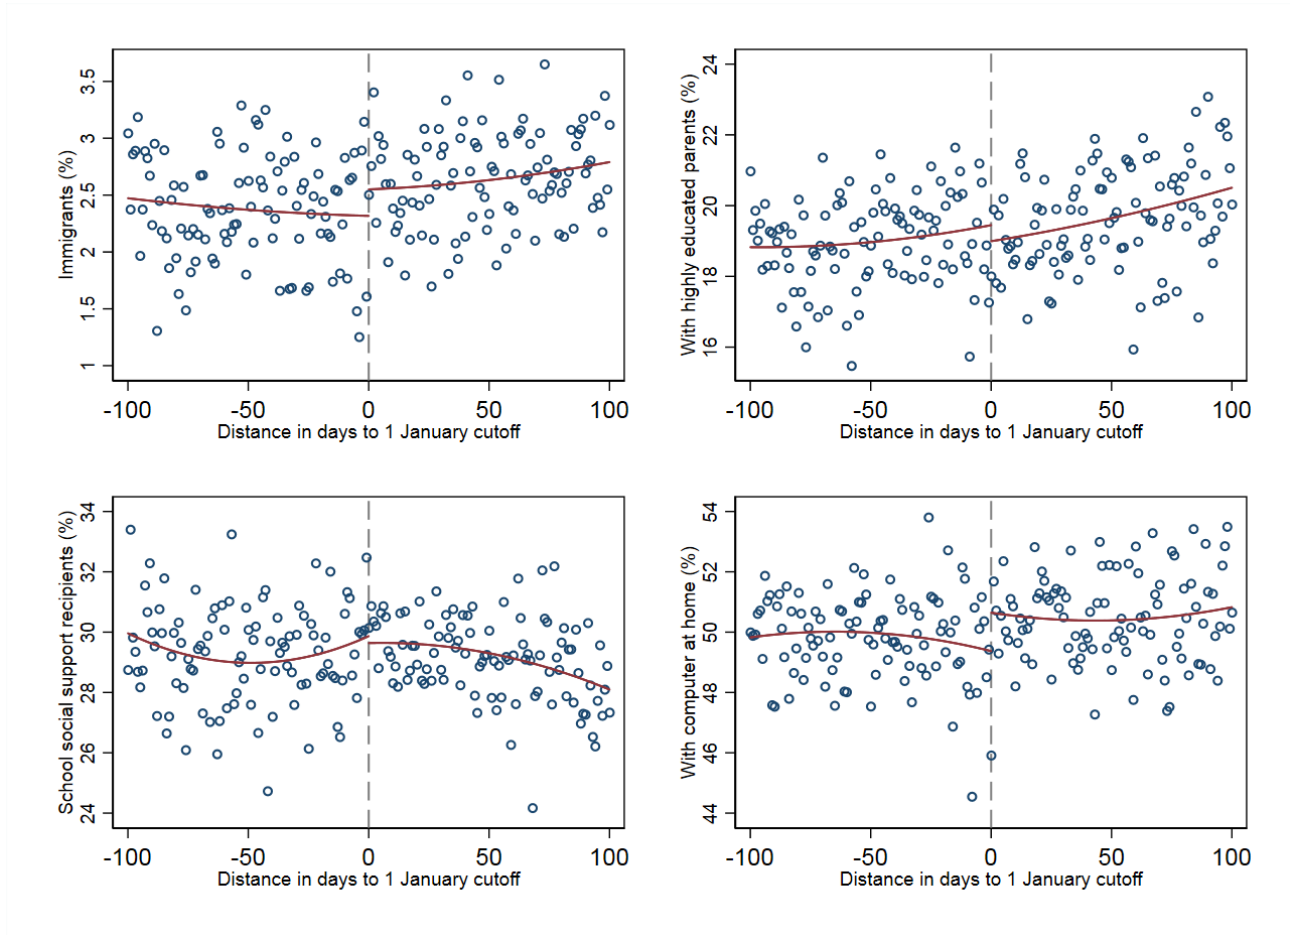 Immigrants (%)
3.5
3
2.5
2
1.5
1
-100 -50 0 50 100
Distance in days to 1 January cutoff
With highly educated parents (%)
24
22
20
18
16
-100 -50 0 50 100
Distance in days to 1 January cutoff
School social support recipients (%)
34
32
30
28
26
24
-100 -50 0 50 100
Distance in days to 1 January cutoff
With computer at home (%)
54
52
50
48
46
44
-100 -50 0 50 100
Distance in days to 1 January cutoff